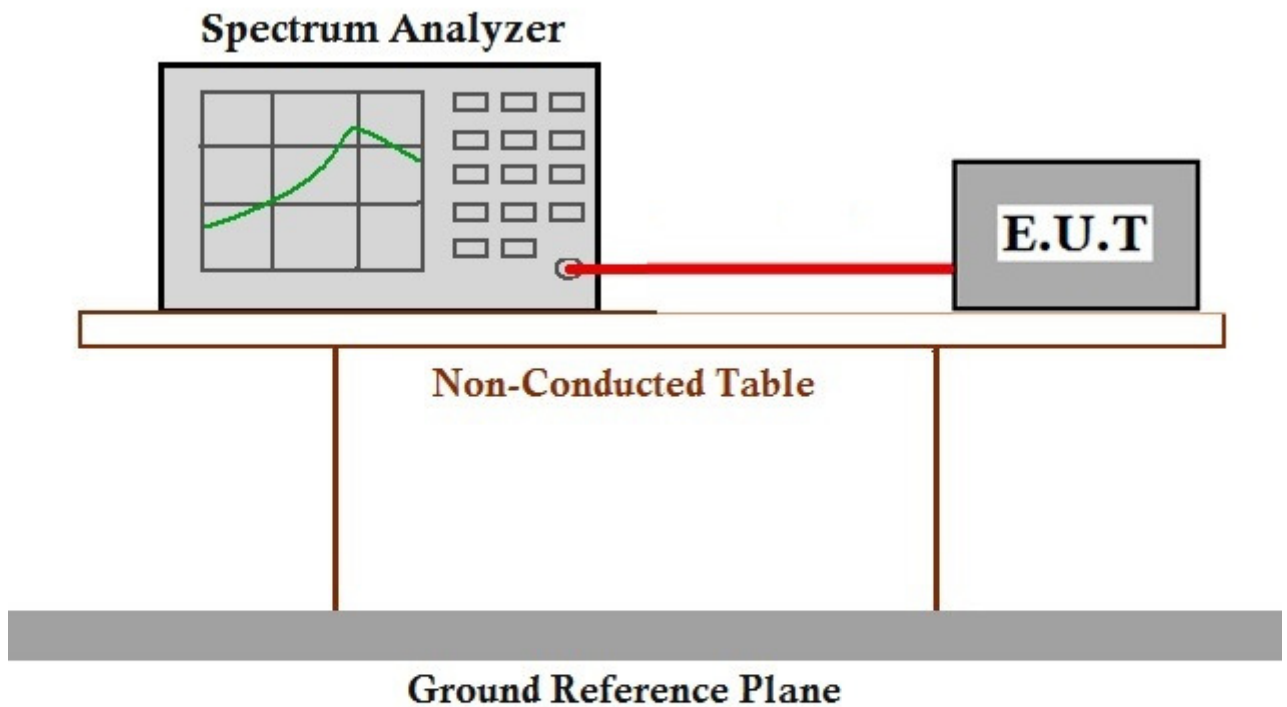 Spectrum Analyzer
E.U.T
Non-Conducted Table
Ground Reference Plane